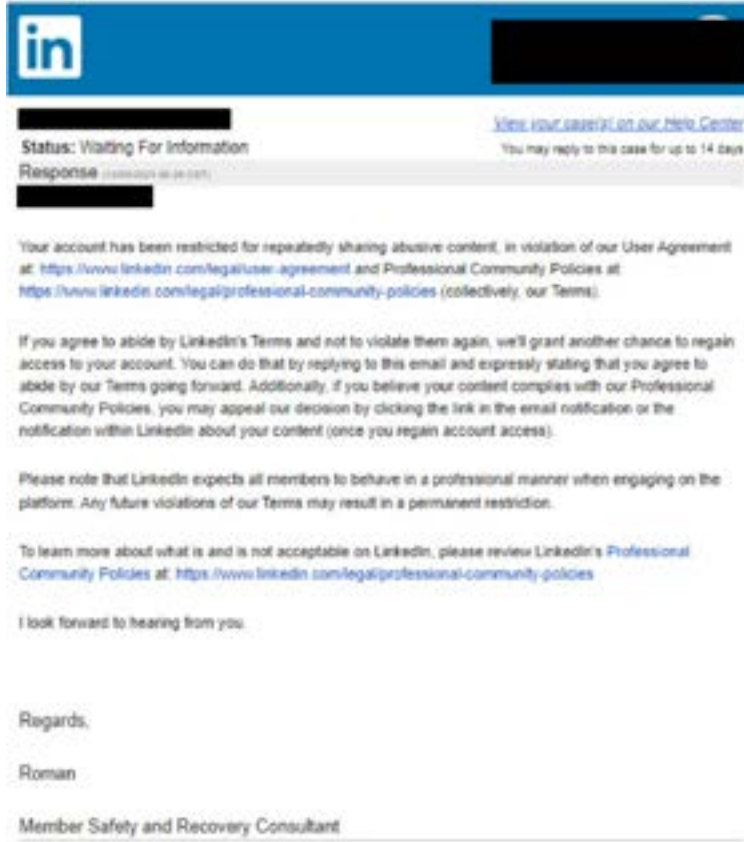 in
View your case(s) on our Help Center
Status: Waiting For Information
You may reply to this case for up to 14 days
Response
Your account has been restricted for repeatedly sharing abusive content, in violation of our User Agreement
at: https://www.linkedin.com/legal/user-agreement and Professional Community Policies at:
https://www.linkedin.com/legal/professional-community-policies (collectively, our Terms).
If you agree to abide by LinkedIn's Terms and not to violate them again, we'll grant another chance to regain
access to your account. You can do that by replying to this email and expressly stating that you agree to
abide by our Terms going forward. Additionally, if you believe your content complies with our Professional
Community Policies, you may appeal our decision by clicking the link in the email notification or the
notification within LinkedIn about your content (once you regain account access).
Please note that LinkedIn expects all members to behave in a professional manner when engaging on the
platform. Any future violations of our Terms may result in a permanent restriction.
To learn more about what is and is not acceptable on LinkedIn, please review LinkedIn's Professional
Community Policies at: https://www.linkedin.com/legal/professional-community-policies
I look forward to hearing from you.
Regards,
Roman
Member Safety and Recovery Consultant